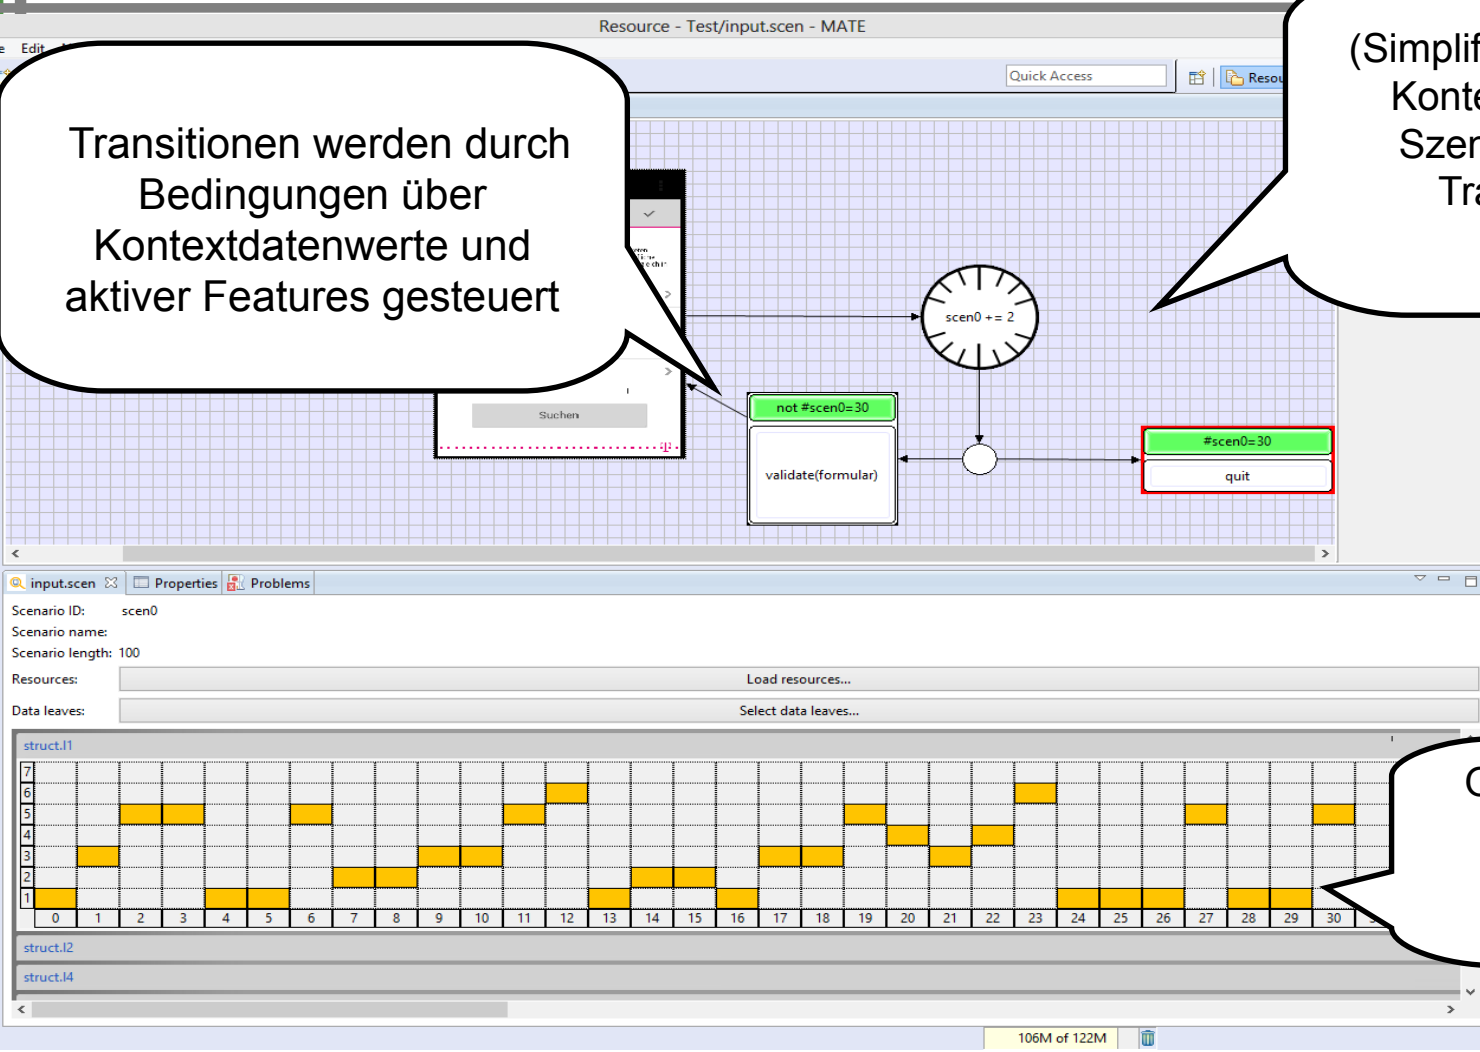 Resource - Test/input.scen - MATE
Edit
Quick Access
Transitionen werden durch
Bedingungen über
Kontextdatenwerte und
aktiver Features gesteuert
scen0 += 2
not #scen0=30
validate(formular)
#scen0=30
quit
Suchen
input.scen
Properties
Problems
Scenario ID: scen0
Scenario name:
Scenario length: 100
Resources: Load resources...
Data leaves: Select data leaves...
struct.l1
7
6
5
4
3
2
1
0 1 2 3 4 5 6 7 8 9 10 11 12 13 14 15 16 17 18 19 20 21 22 23 24 25 26 27 28 29 30
struct.l2
struct.l4
106M of 122M